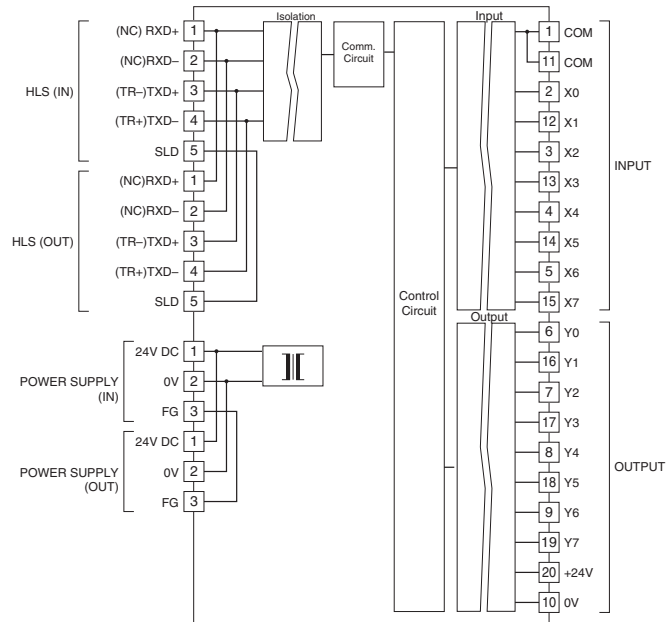 Isolation
Comm.
Circuit
Control
Circuit
Input
Output
HLS (IN)
(NC) RXD+ 1
(NC)RXD– 2
(TR–)TXD+ 3
(TR+)TXD– 4
SLD 5
HLS (OUT)
(NC)RXD+ 1
(NC)RXD– 2
(TR–)TXD+ 3
(TR+)TXD– 4
SLD 5
POWER SUPPLY
(IN)
24V DC 1
0V 2
FG 3
POWER SUPPLY
(OUT)
24V DC 1
0V 2
FG 3
INPUT
1 COM
11 COM
2 X0
12 X1
3 X2
13 X3
4 X4
14 X5
5 X6
15 X7
OUTPUT
6 Y0
16 Y1
7 Y2
17 Y3
8 Y4
18 Y5
9 Y6
19 Y7
20 +24V
10 0V